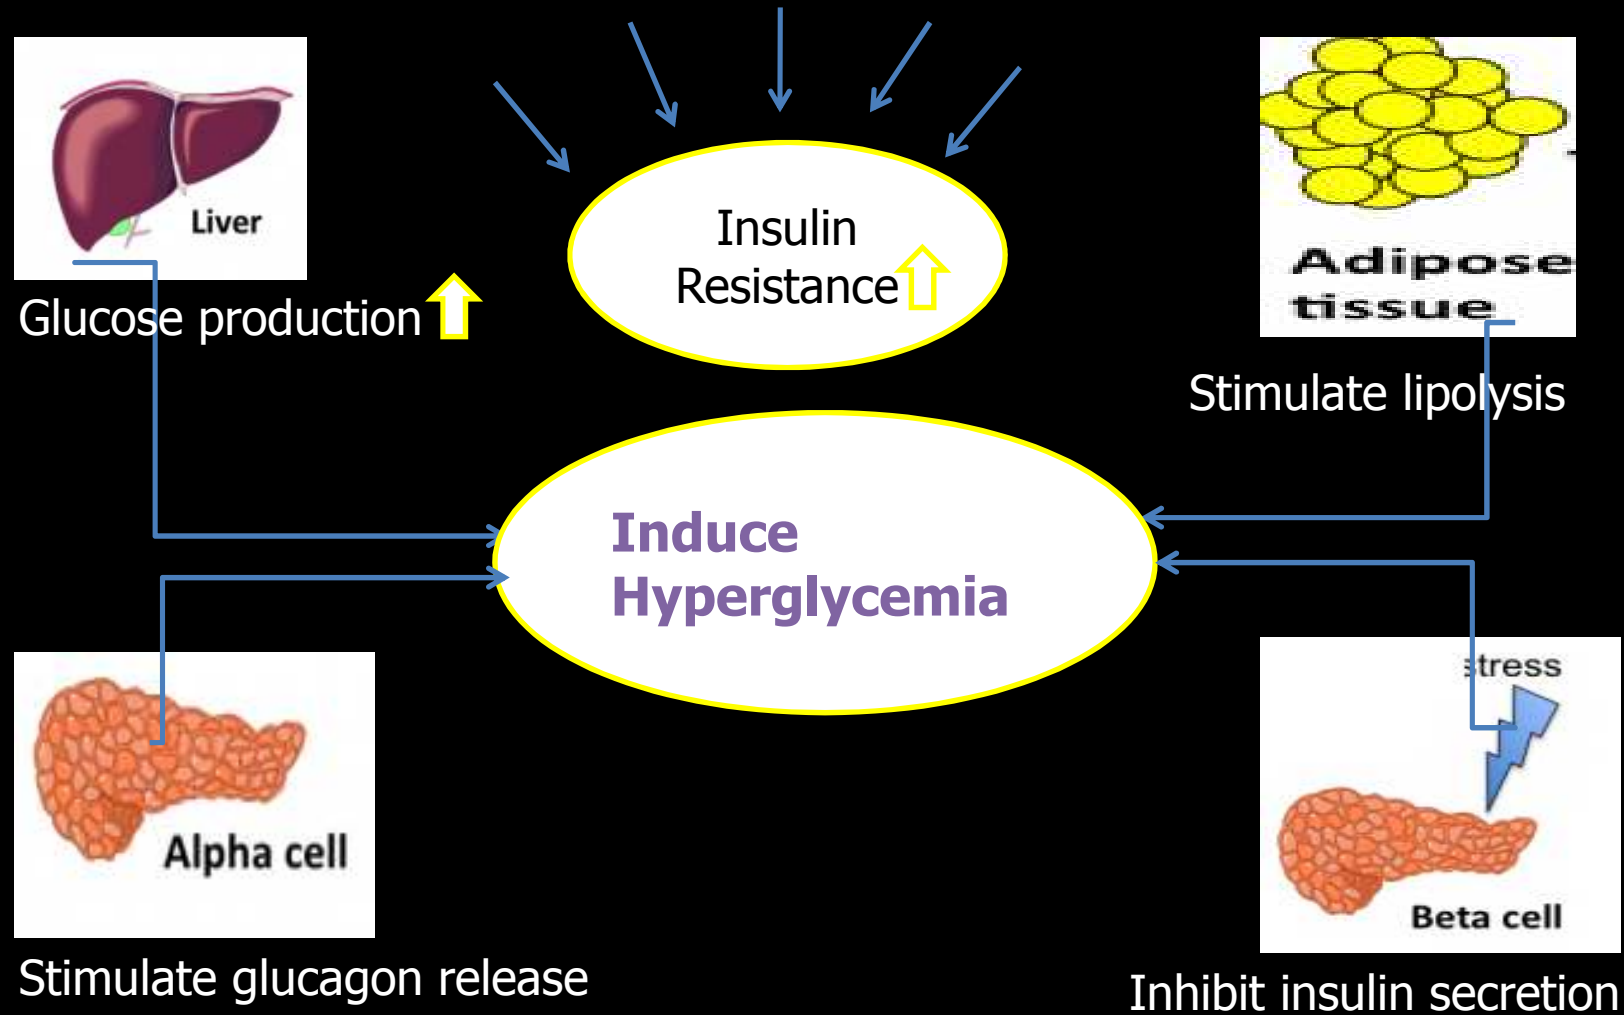 Liver
Glucose production
Insulin
Resistance
Adipose
tissue
Stimulate lipolysis
Induce
Hyperglycemia
Alpha cell
Stimulate glucagon release
stress
Beta cell
Inhibit insulin secretion